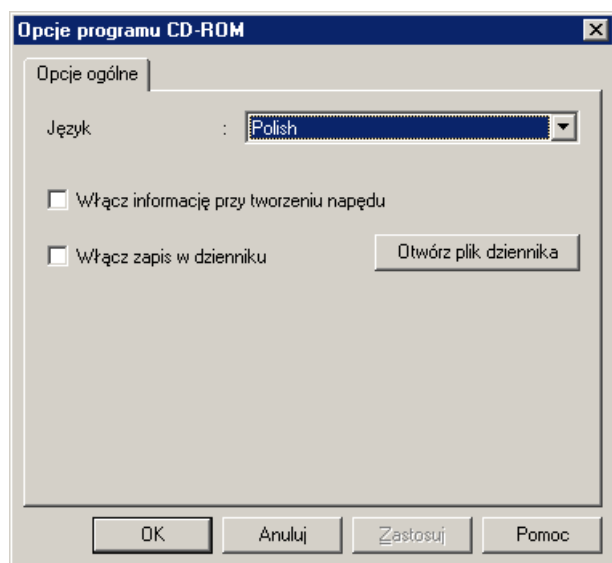 Opcje programu CD-ROM
Opcje ogólne
Język : Polish
Włącz informację przy tworzeniu napędu
Włącz zapis w dzienniku Otwórz plik dziennika
OK Anuluj Zastosuj Pomoc